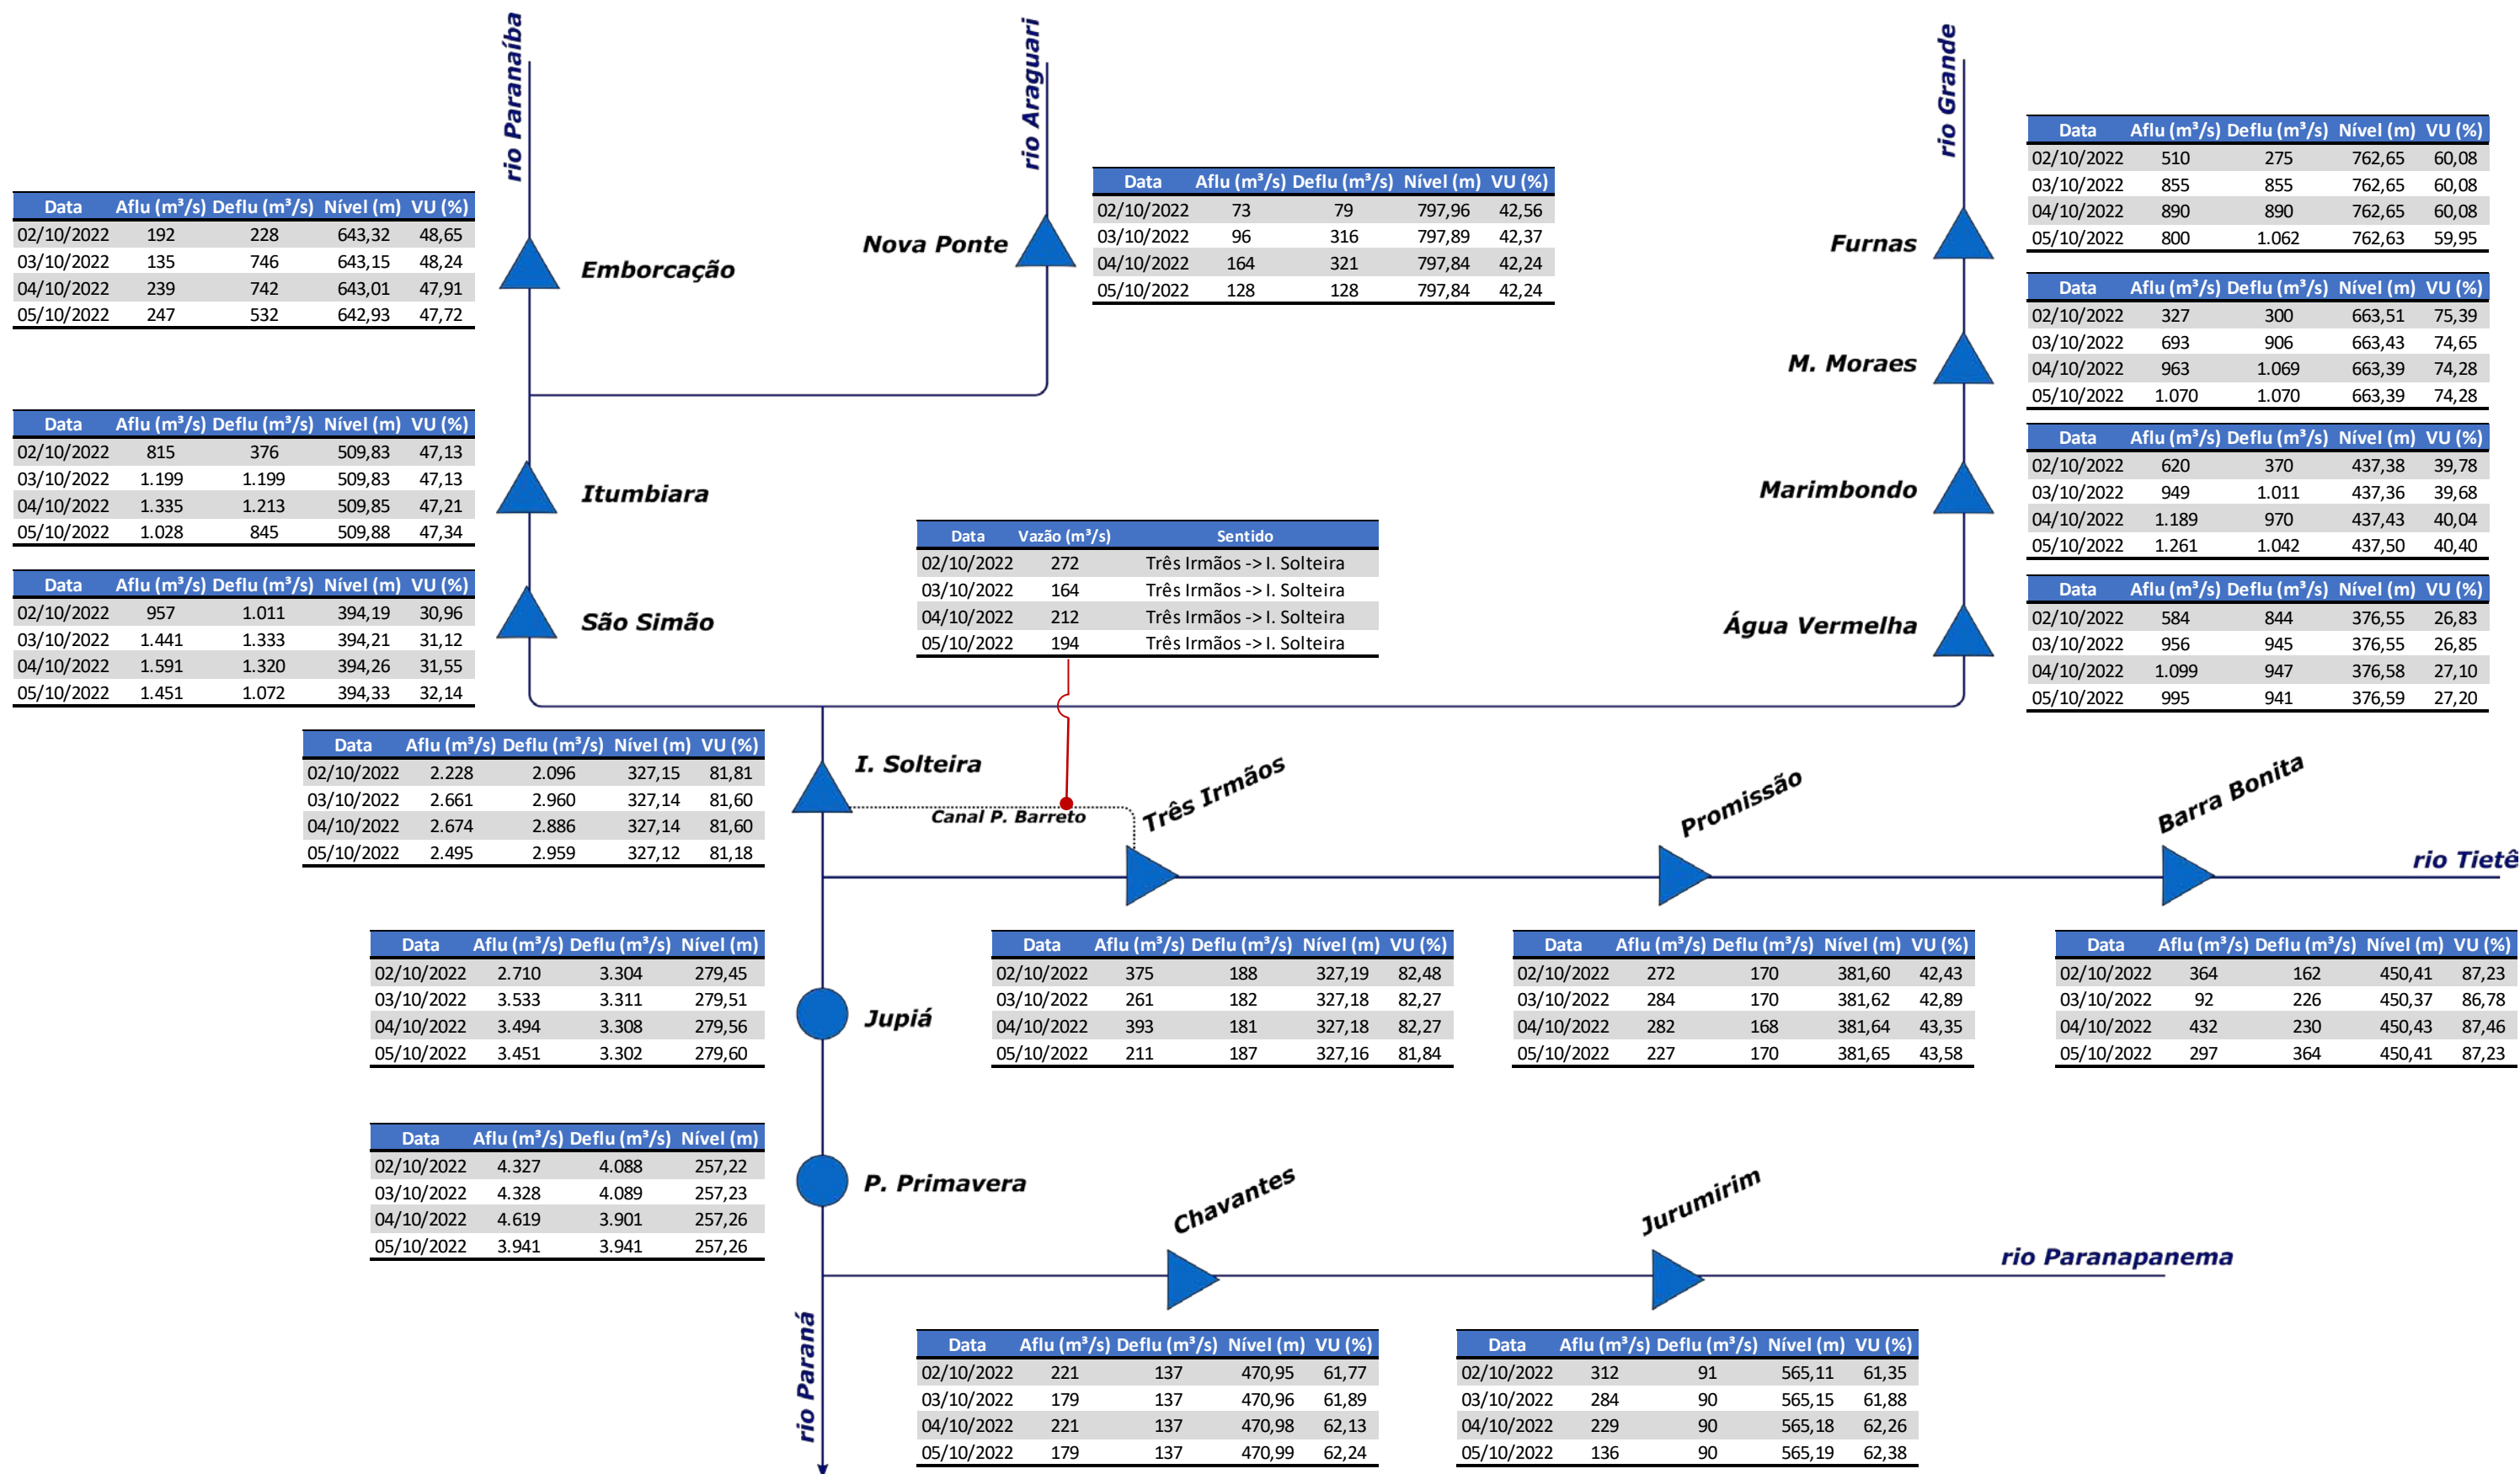 rio Paranaíba
rio Araguari
rio Grande
Data Aflu (m³/s) Deflu (m³/s) Nível (m) VU (%)
02/10/2022 510 275 762,65 60,08
03/10/2022 855 855 762,65 60,08
04/10/2022 890 890 762,65 60,08
05/10/2022 800 1.062 762,63 59,95
Furnas
Data Aflu (m³/s) Deflu (m³/s) Nível (m) VU (%)
02/10/2022 73 79 797,96 42,56
03/10/2022 96 316 797,89 42,37
04/10/2022 164 321 797,84 42,24
05/10/2022 128 128 797,84 42,24
Nova Ponte
Data Aflu (m³/s) Deflu (m³/s) Nível (m) VU (%)
02/10/2022 192 228 643,32 48,65
03/10/2022 135 746 643,15 48,24
04/10/2022 239 742 643,01 47,91
05/10/2022 247 532 642,93 47,72
Emborcação
Data Aflu (m³/s) Deflu (m³/s) Nível (m) VU (%)
02/10/2022 327 300 663,51 75,39
03/10/2022 693 906 663,43 74,65
04/10/2022 963 1.069 663,39 74,28
05/10/2022 1.070 1.070 663,39 74,28
M. Moraes
Data Aflu (m³/s) Deflu (m³/s) Nível (m) VU (%)
02/10/2022 815 376 509,83 47,13
03/10/2022 1.199 1.199 509,83 47,13
04/10/2022 1.335 1.213 509,85 47,21
05/10/2022 1.028 845 509,88 47,34
Itumbiara
Data Aflu (m³/s) Deflu (m³/s) Nível (m) VU (%)
02/10/2022 620 370 437,38 39,78
03/10/2022 949 1.011 437,36 39,68
04/10/2022 1.189 970 437,43 40,04
05/10/2022 1.261 1.042 437,50 40,40
Marimbondo
Data Vazão (m³/s) Sentido
02/10/2022 272 Três Irmãos -> I. Solteira
03/10/2022 164 Três Irmãos -> I. Solteira
04/10/2022 212 Três Irmãos -> I. Solteira
05/10/2022 194 Três Irmãos -> I. Solteira
Data Aflu (m³/s) Deflu (m³/s) Nível (m) VU (%)
02/10/2022 957 1.011 394,19 30,96
03/10/2022 1.441 1.333 394,21 31,12
04/10/2022 1.591 1.320 394,26 31,55
05/10/2022 1.451 1.072 394,33 32,14
São Simão
Data Aflu (m³/s) Deflu (m³/s) Nível (m) VU (%)
02/10/2022 584 844 376,55 26,83
03/10/2022 956 945 376,55 26,85
04/10/2022 1.099 947 376,58 27,10
05/10/2022 995 941 376,59 27,20
Água Vermelha
Data Aflu (m³/s) Deflu (m³/s) Nível (m) VU (%)
02/10/2022 2.228 2.096 327,15 81,81
03/10/2022 2.661 2.960 327,14 81,60
04/10/2022 2.674 2.886 327,14 81,60
05/10/2022 2.495 2.959 327,12 81,18
I. Solteira
Canal P. Barreto
Três Irmãos
Promissão
Barra Bonita
rio Tietê
Data Aflu (m³/s) Deflu (m³/s) Nível (m)
02/10/2022 2.710 3.304 279,45
03/10/2022 3.533 3.311 279,51
04/10/2022 3.494 3.308 279,56
05/10/2022 3.451 3.302 279,60
Jupiá
Data Aflu (m³/s) Deflu (m³/s) Nível (m) VU (%)
02/10/2022 375 188 327,19 82,48
03/10/2022 261 182 327,18 82,27
04/10/2022 393 181 327,18 82,27
05/10/2022 211 187 327,16 81,84
Data Aflu (m³/s) Deflu (m³/s) Nível (m) VU (%)
02/10/2022 272 170 381,60 42,43
03/10/2022 284 170 381,62 42,89
04/10/2022 282 168 381,64 43,35
05/10/2022 227 170 381,65 43,58
Data Aflu (m³/s) Deflu (m³/s) Nível (m) VU (%)
02/10/2022 364 162 450,41 87,23
03/10/2022 92 226 450,37 86,78
04/10/2022 432 230 450,43 87,46
05/10/2022 297 364 450,41 87,23
Data Aflu (m³/s) Deflu (m³/s) Nível (m)
02/10/2022 4.327 4.088 257,22
03/10/2022 4.328 4.089 257,23
04/10/2022 4.619 3.901 257,26
05/10/2022 3.941 3.941 257,26
P. Primavera
Chavantes
Jurumirim
rio Paranapanema
rio Paraná
Data Aflu (m³/s) Deflu (m³/s) Nível (m) VU (%)
02/10/2022 221 137 470,95 61,77
03/10/2022 179 137 470,96 61,89
04/10/2022 221 137 470,98 62,13
05/10/2022 179 137 470,99 62,24
Data Aflu (m³/s) Deflu (m³/s) Nível (m) VU (%)
02/10/2022 312 91 565,11 61,35
03/10/2022 284 90 565,15 61,88
04/10/2022 229 90 565,18 62,26
05/10/2022 136 90 565,19 62,38